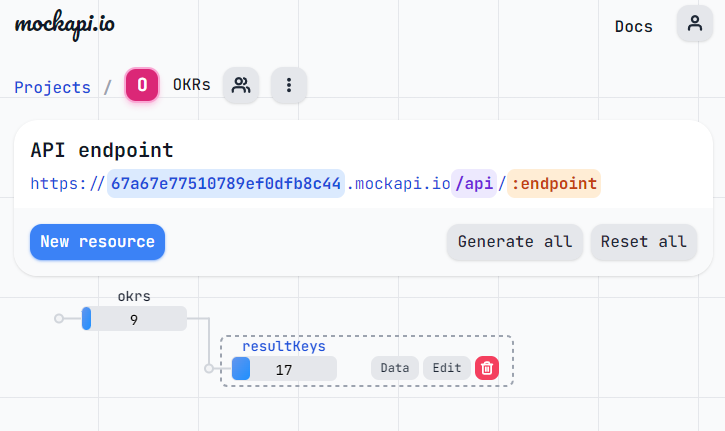 mockapi.io
Docs
Projects / O OKRs
API endpoint
https://67a67e77510789ef0dfb8c44.mockapi.io/api/:endpoint
New resource Generate all Reset all
okrs
9
resultKeys
17 Data Edit